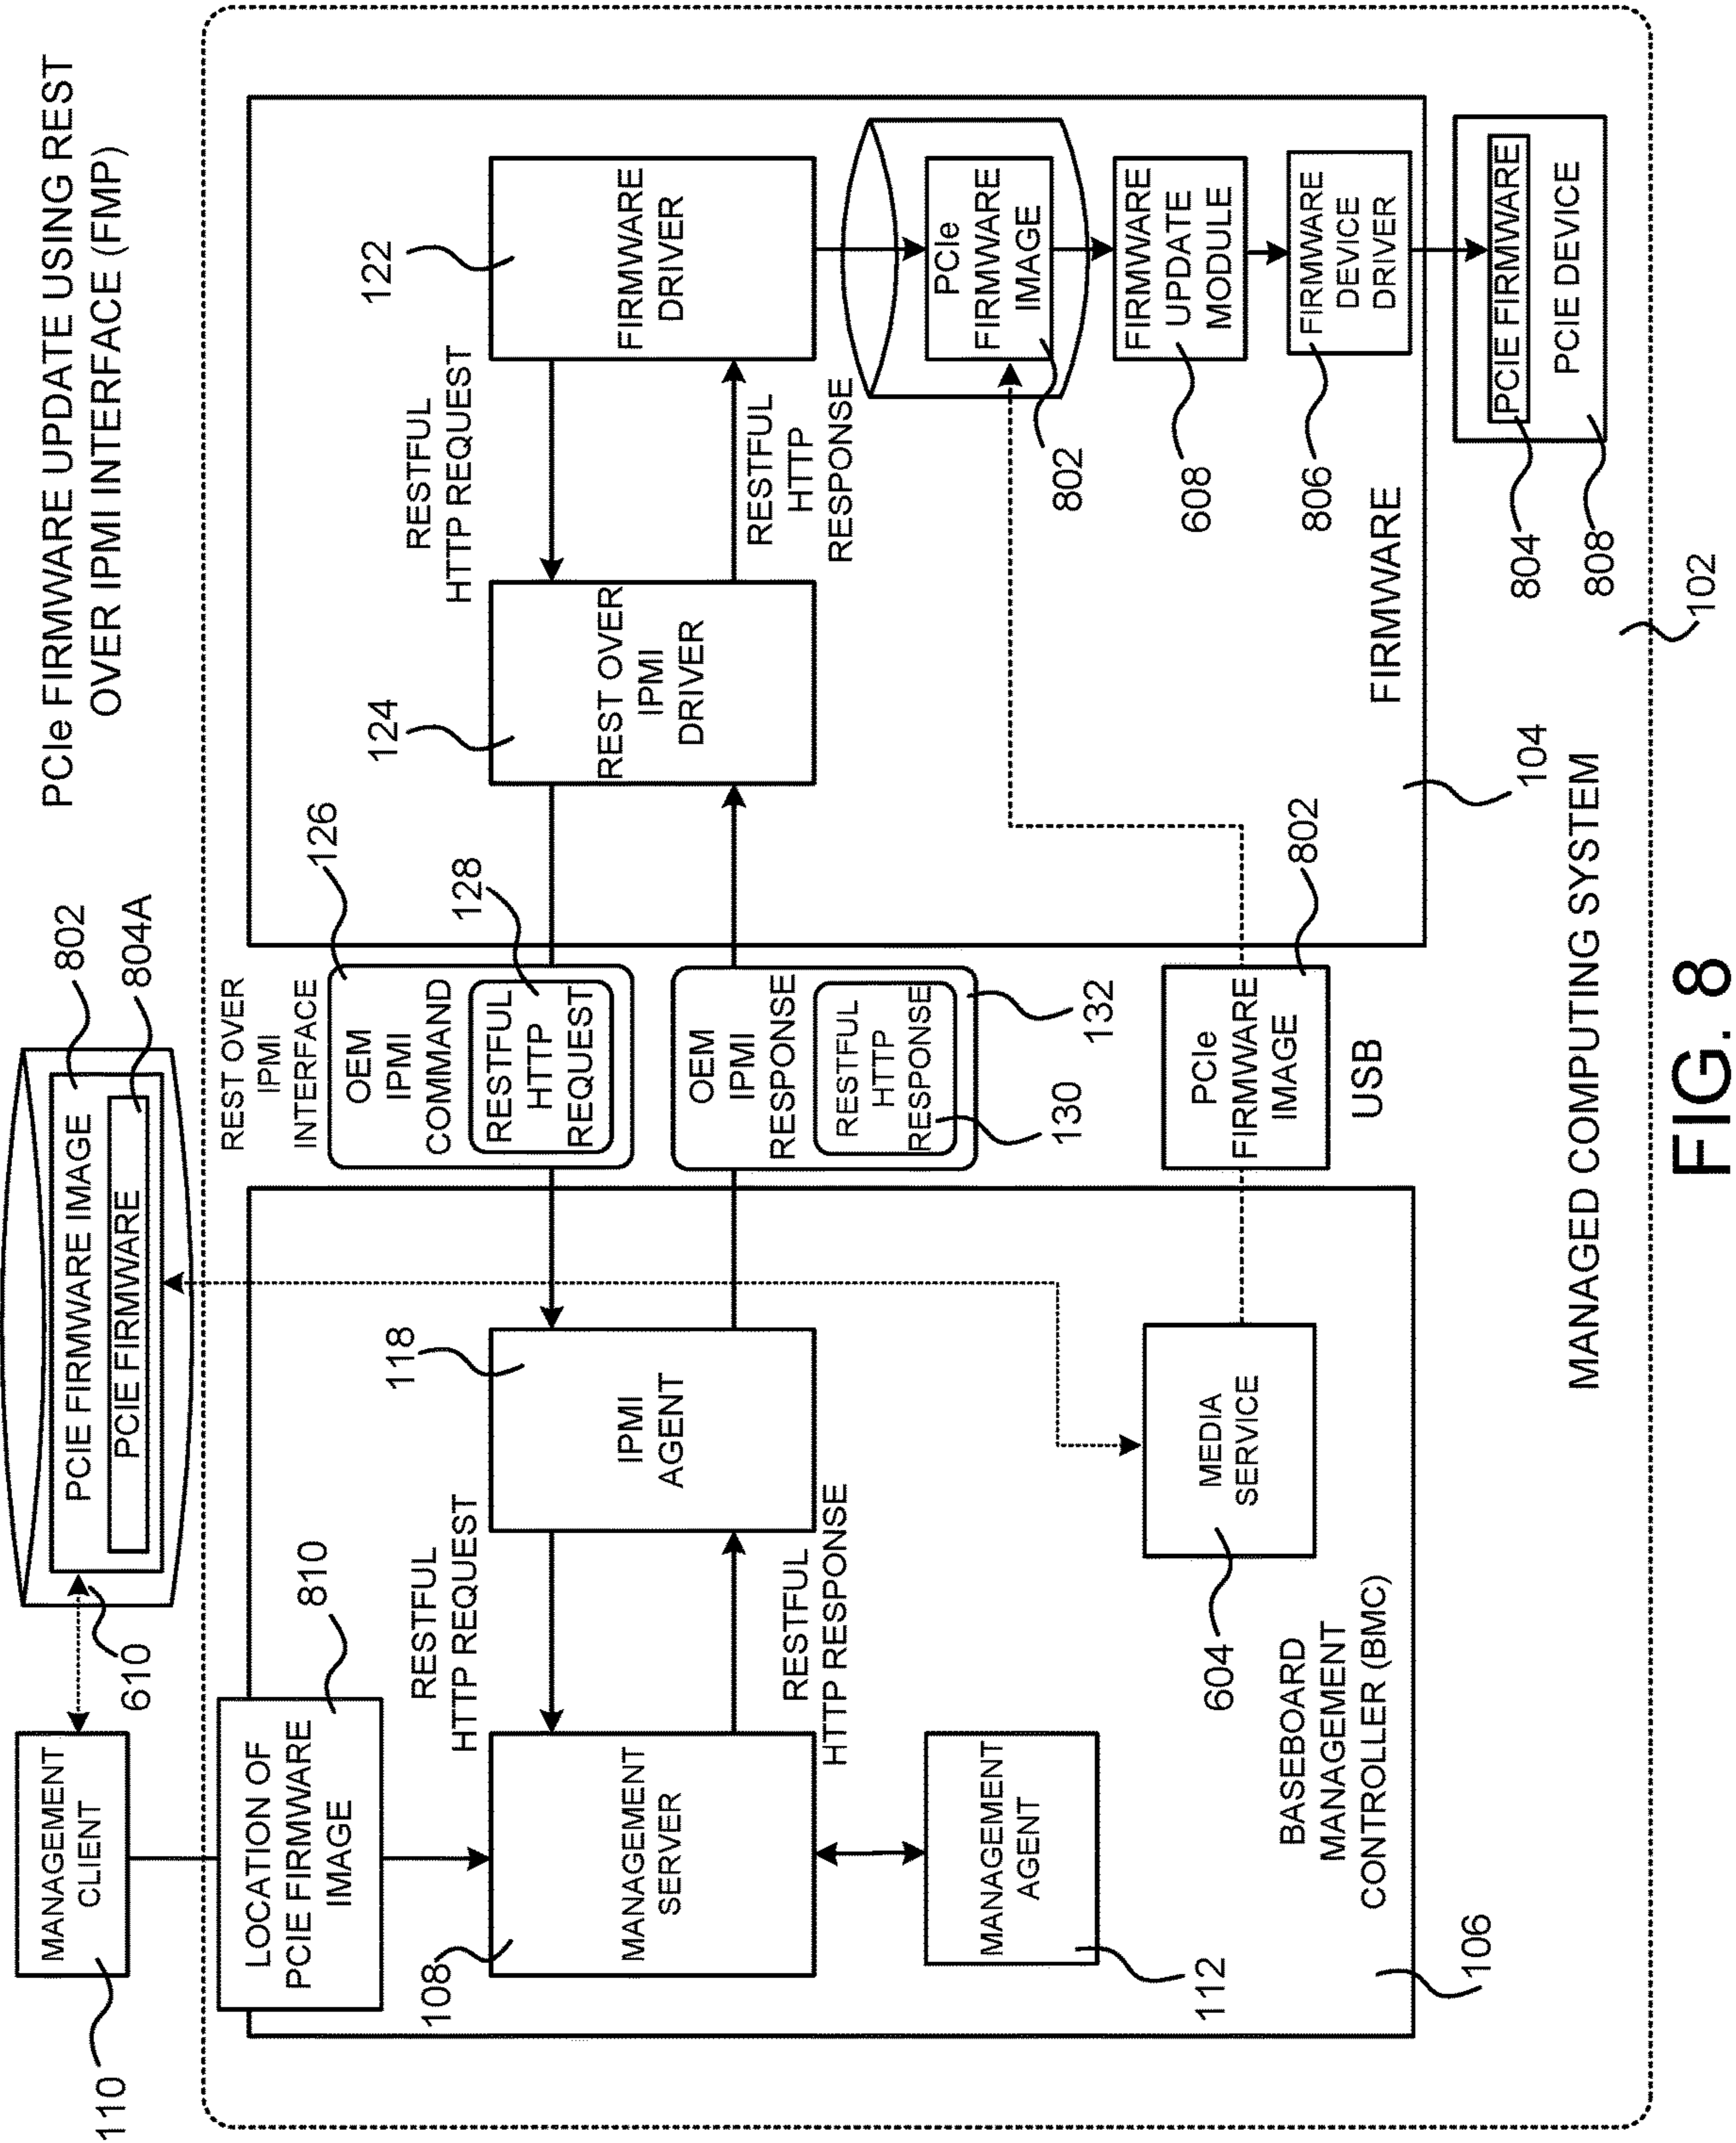 PCIe FIRMWARE UPDATE USING REST
OVER IPMI INTERFACE (FMP)
110
MANAGEMENT
CLIENT
610
PCIE FIRMWARE IMAGE
PCIE FIRMWARE
802
804A
LOCATION OF
PCIE FIRMWARE
IMAGE
810
REST OVER
IPMI
INTERFACE
126
OEM
IPMI
COMMAND
128
RESTFUL
HTTP
REQUEST
108
MANAGEMENT
SERVER
RESTFUL
HTTP REQUEST
RESTFUL
HTTP RESPONSE
118
IPMI
AGENT
OEM
IPMI
RESPONSE
RESTFUL
HTTP
RESPONSE
130
132
124
REST OVER
IPMI
DRIVER
RESTFUL
HTTP REQUEST
RESTFUL
HTTP
RESPONSE
122
FIRMWARE
DRIVER
MANAGEMENT
AGENT
112
MEDIA
SERVICE
604
PCIe
FIRMWARE
IMAGE
802
USB
PCIe
FIRMWARE
IMAGE
802
FIRMWARE
UPDATE
MODULE
608
FIRMWARE
DEVICE
DRIVER
806
BASEBOARD
MANAGEMENT
CONTROLLER (BMC)
106
FIRMWARE
104
PCIE FIRMWARE
PCIE DEVICE
804
808
MANAGED COMPUTING SYSTEM
102
FIG. 8